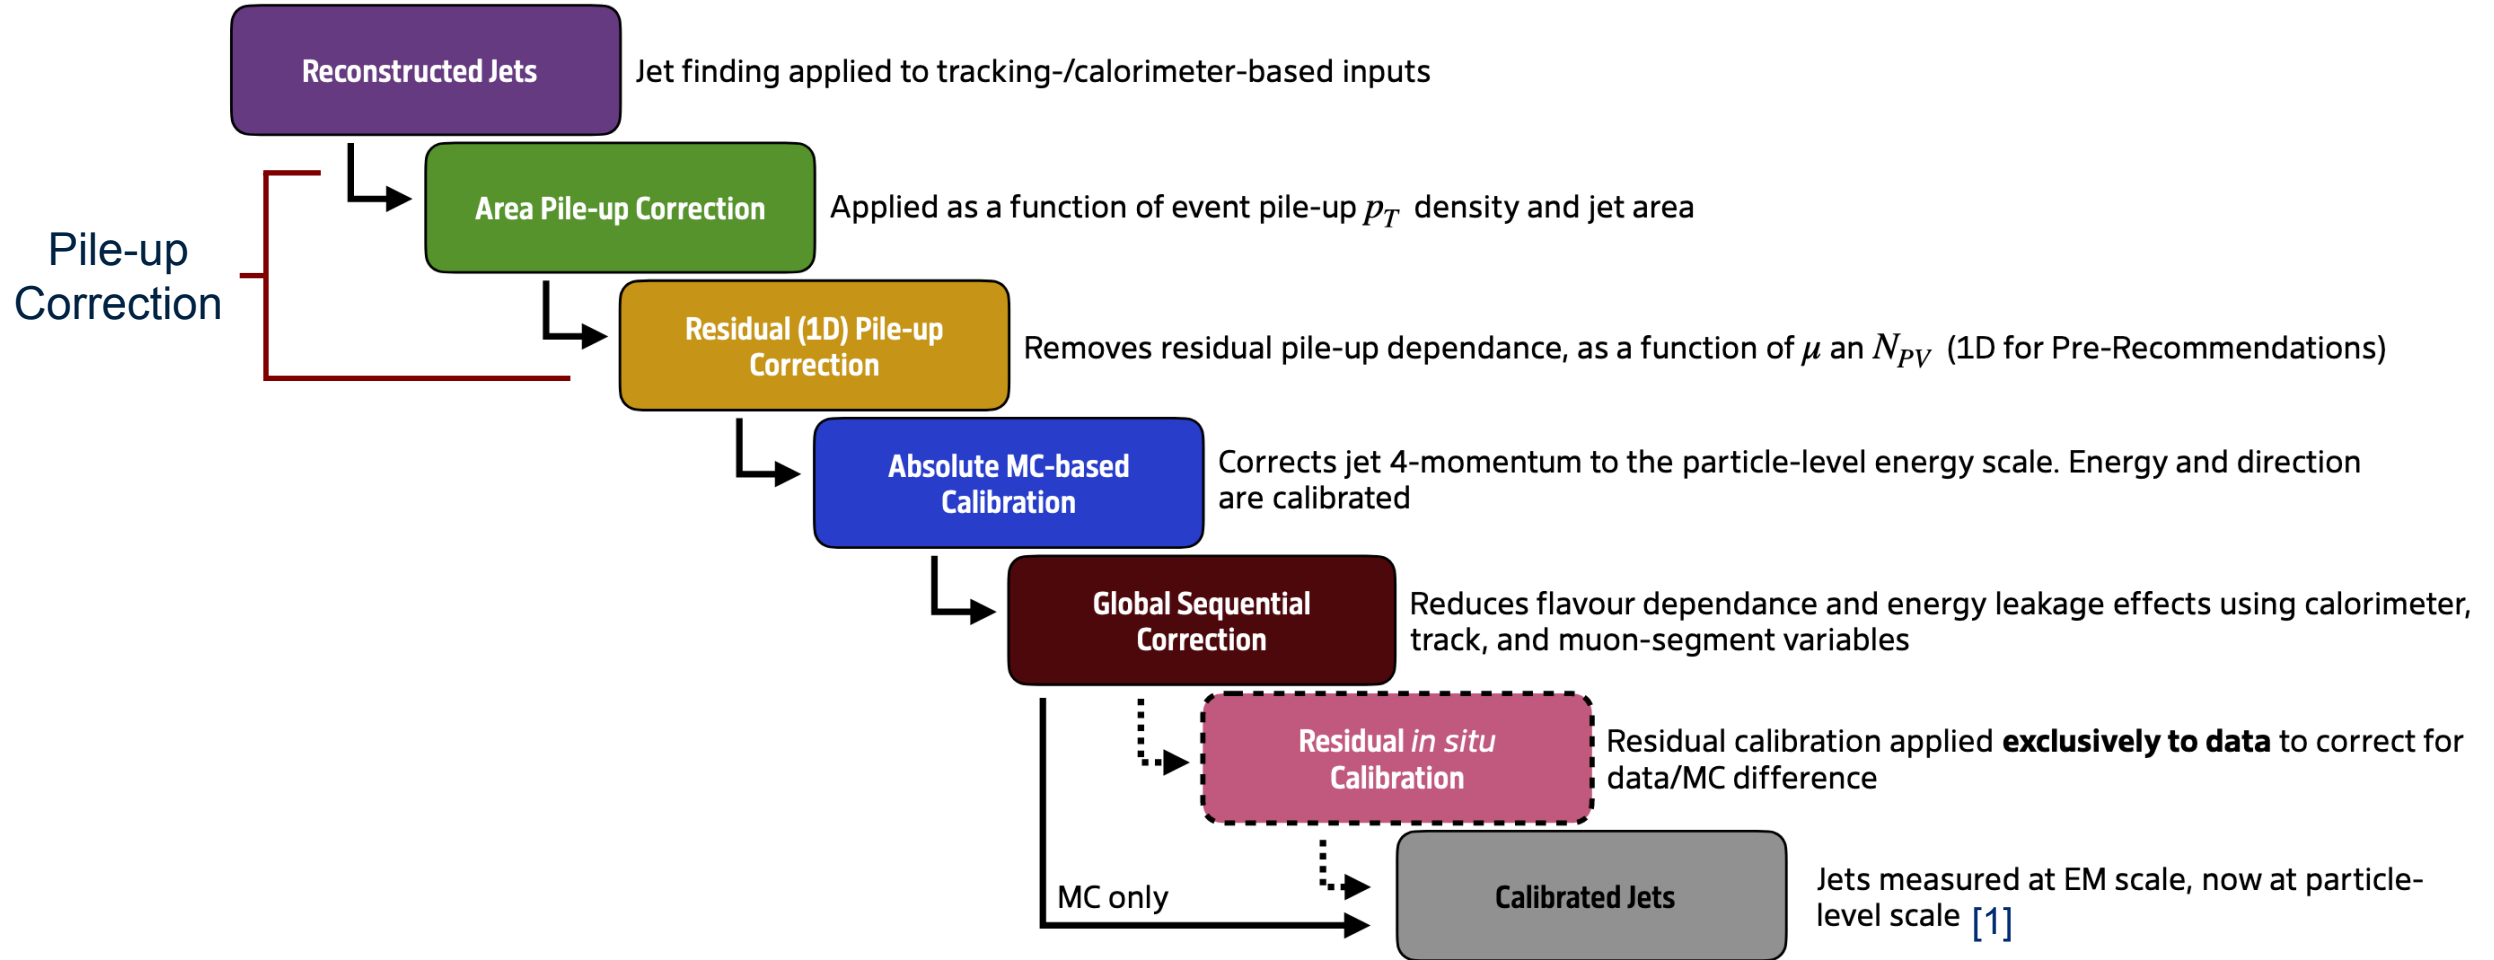 Reconstructed Jets
Jet finding applied to tracking-/calorimeter-based inputs
Area Pile-up Correction
Applied as a function of event pile-up p_T density and jet area
Pile-up
Correction
Residual (1D) Pile-up
Correction
Removes residual pile-up dependance, as a function of μ an N_PV (1D for Pre-Recommendations)
Absolute MC-based
Calibration
Corrects jet 4-momentum to the particle-level energy scale. Energy and direction
are calibrated
Global Sequential
Correction
Reduces flavour dependance and energy leakage effects using calorimeter,
track, and muon-segment variables
Residual in situ
Calibration
Residual calibration applied exclusively to data to correct for
data/MC difference
MC only
Calibrated Jets
Jets measured at EM scale, now at particle-
level scale [1]